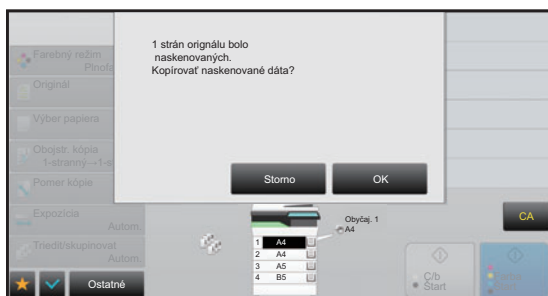 1 strán orignálu bolo
naskenovaných.
Kopírovať naskenované dáta?
Storno
OK
Farebný režim
Plnofa
Originál
Výber papiera
Obojstr. kópia
1-stranný→1-s
Pomer kópie
Expozícia
Autom.
Triediť/skupinovat
Autom.
Ostatné
Obyčaj. 1
A4
1 A4
2 A4
3 A5
4 B5
CA
C/b
Štart
Štart